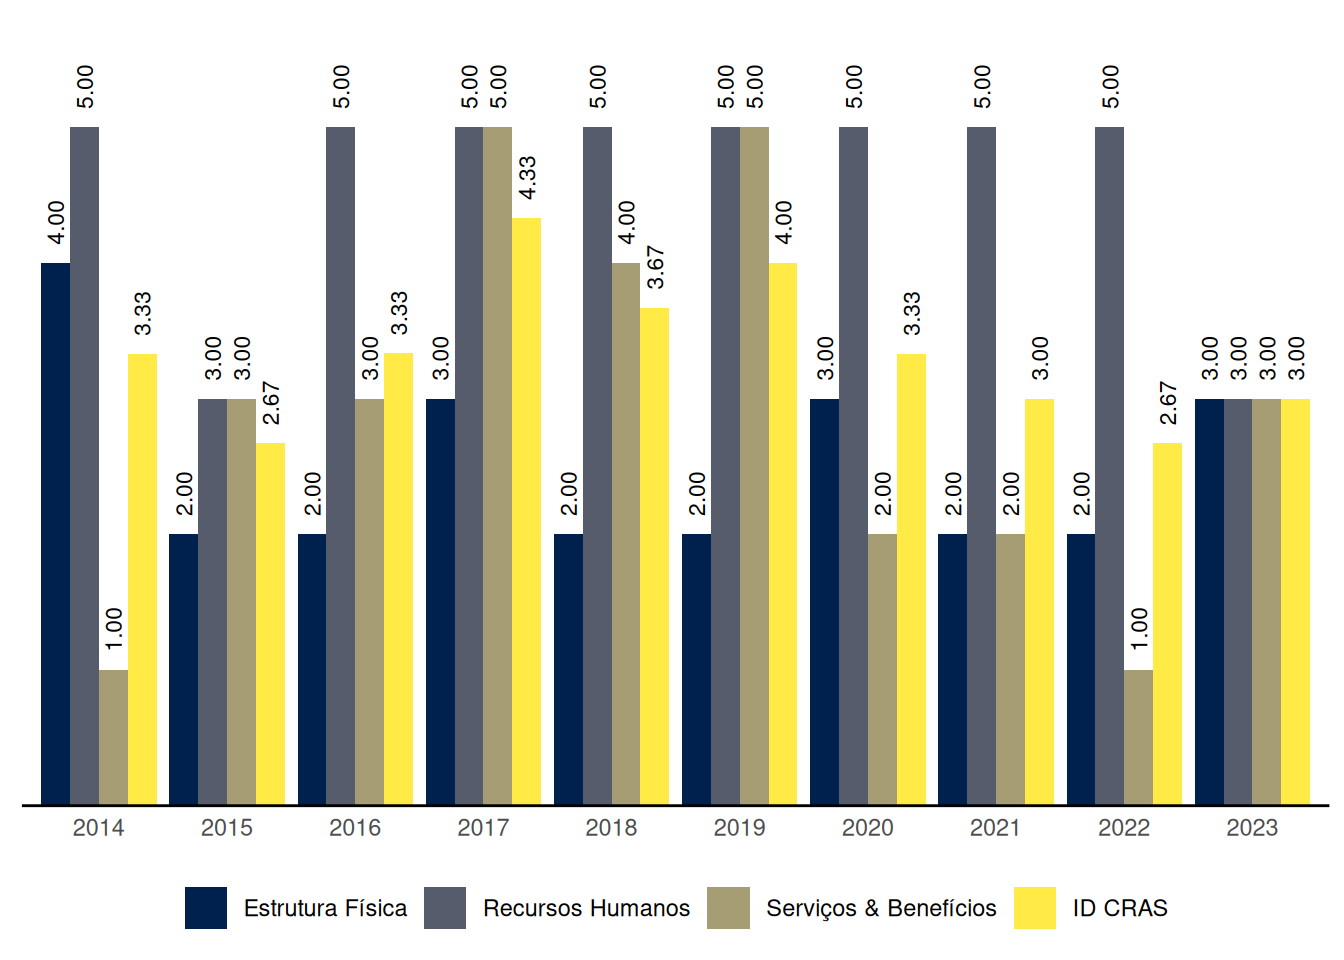 4.00 5.00 1.00 3.33 2.00 3.00 3.00 2.67 2.00 5.00 3.00 3.33 3.00 5.00 5.00 4.33 2.00 5.00 4.00 3.67 2.00 5.00 5.00 4.00 3.00 5.00 2.00 3.33 2.00 5.00 2.00 3.00 2.00 5.00 1.00 2.67 3.00 3.00 3.00 3.00
2014 2015 2016 2017 2018 2019 2020 2021 2022 2023
Estrutura Física Recursos Humanos Serviços & Benefícios ID CRAS